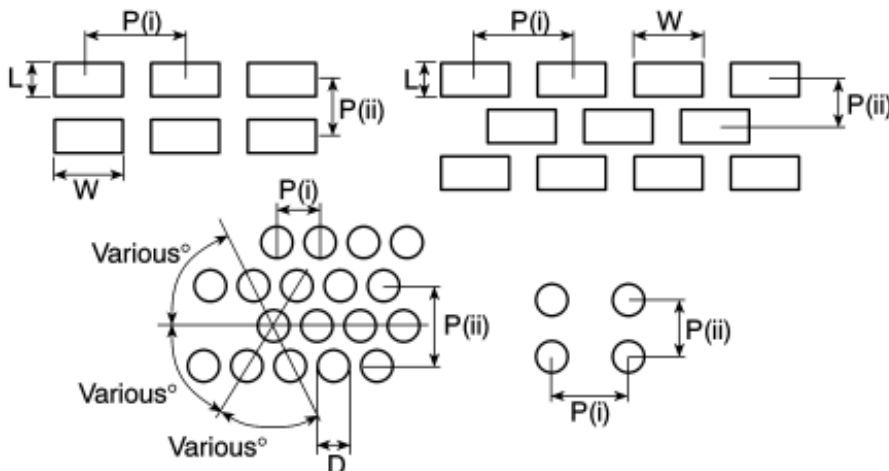 P(i)
L
P(ii)
W
P(i)
W
L
P(ii)
P(i)
Various°
P(ii)
Various°
Various°
D
P(ii)
P(i)